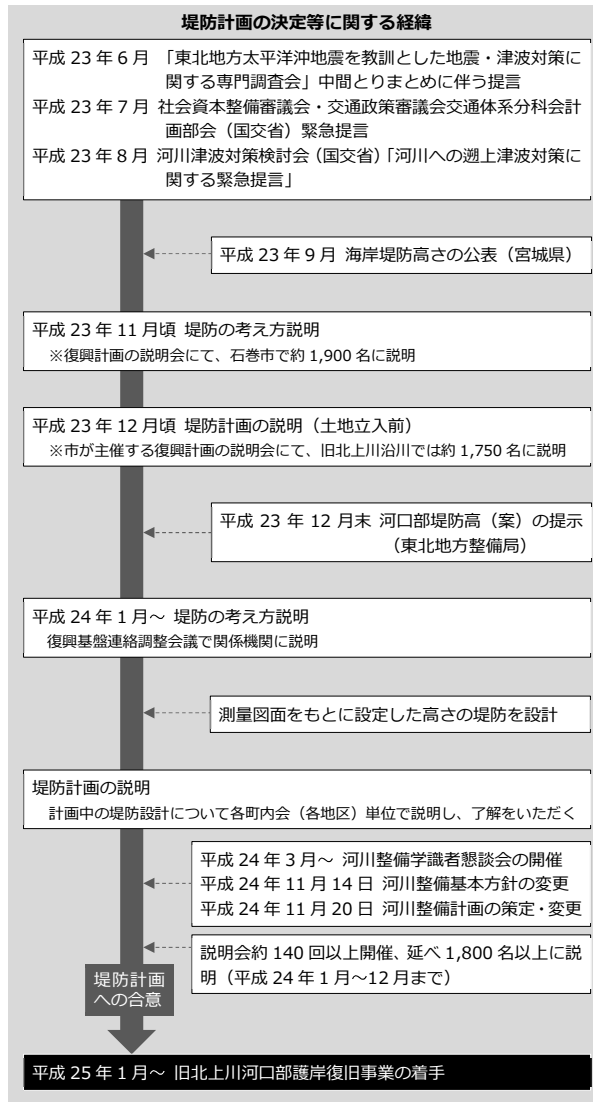 堤防計画の決定等に関する経緯
平成 23 年 6 月 「東北地方太平洋沖地震を教訓とした地震・津波対策に
関する専門調査会」中間とりまとめに伴う提言
平成 23 年 7 月 社会資本整備審議会・交通政策審議会交通体系分科会計
画部会（国交省）緊急提言
平成 23 年 8 月 河川津波対策検討会（国交省）「河川への遡上津波対策に
関する緊急提言」
平成 23 年 9 月 海岸堤防高さの公表（宮城県）
平成 23 年 11 月頃 堤防の考え方説明
※復興計画の説明会にて、石巻市で約 1,900 名に説明
平成 23 年 12 月頃 堤防計画の説明（土地立入前）
※市が主催する復興計画の説明会にて、旧北上川沿川では約 1,750 名に説明
平成 23 年 12 月末 河口部堤防高（案）の提示
（東北地方整備局）
平成 24 年 1 月～ 堤防の考え方説明
復興基盤連絡調整会議で関係機関に説明
測量図面をもとに設定した高さの堤防を設計
堤防計画の説明
計画中の堤防設計について各町内会（各地区）単位で説明し、了解をいただく
平成 24 年 3 月～ 河川整備学識者懇談会の開催
平成 24 年 11 月 14 日 河川整備基本方針の変更
平成 24 年 11 月 20 日 河川整備計画の策定・変更
説明会約 140 回以上開催、延べ 1,800 名以上に説
明（平成 24 年 1 月～12 月まで）
堤防計画
への合意
平成 25 年 1 月～ 旧北上川河口部護岸復旧事業の着手